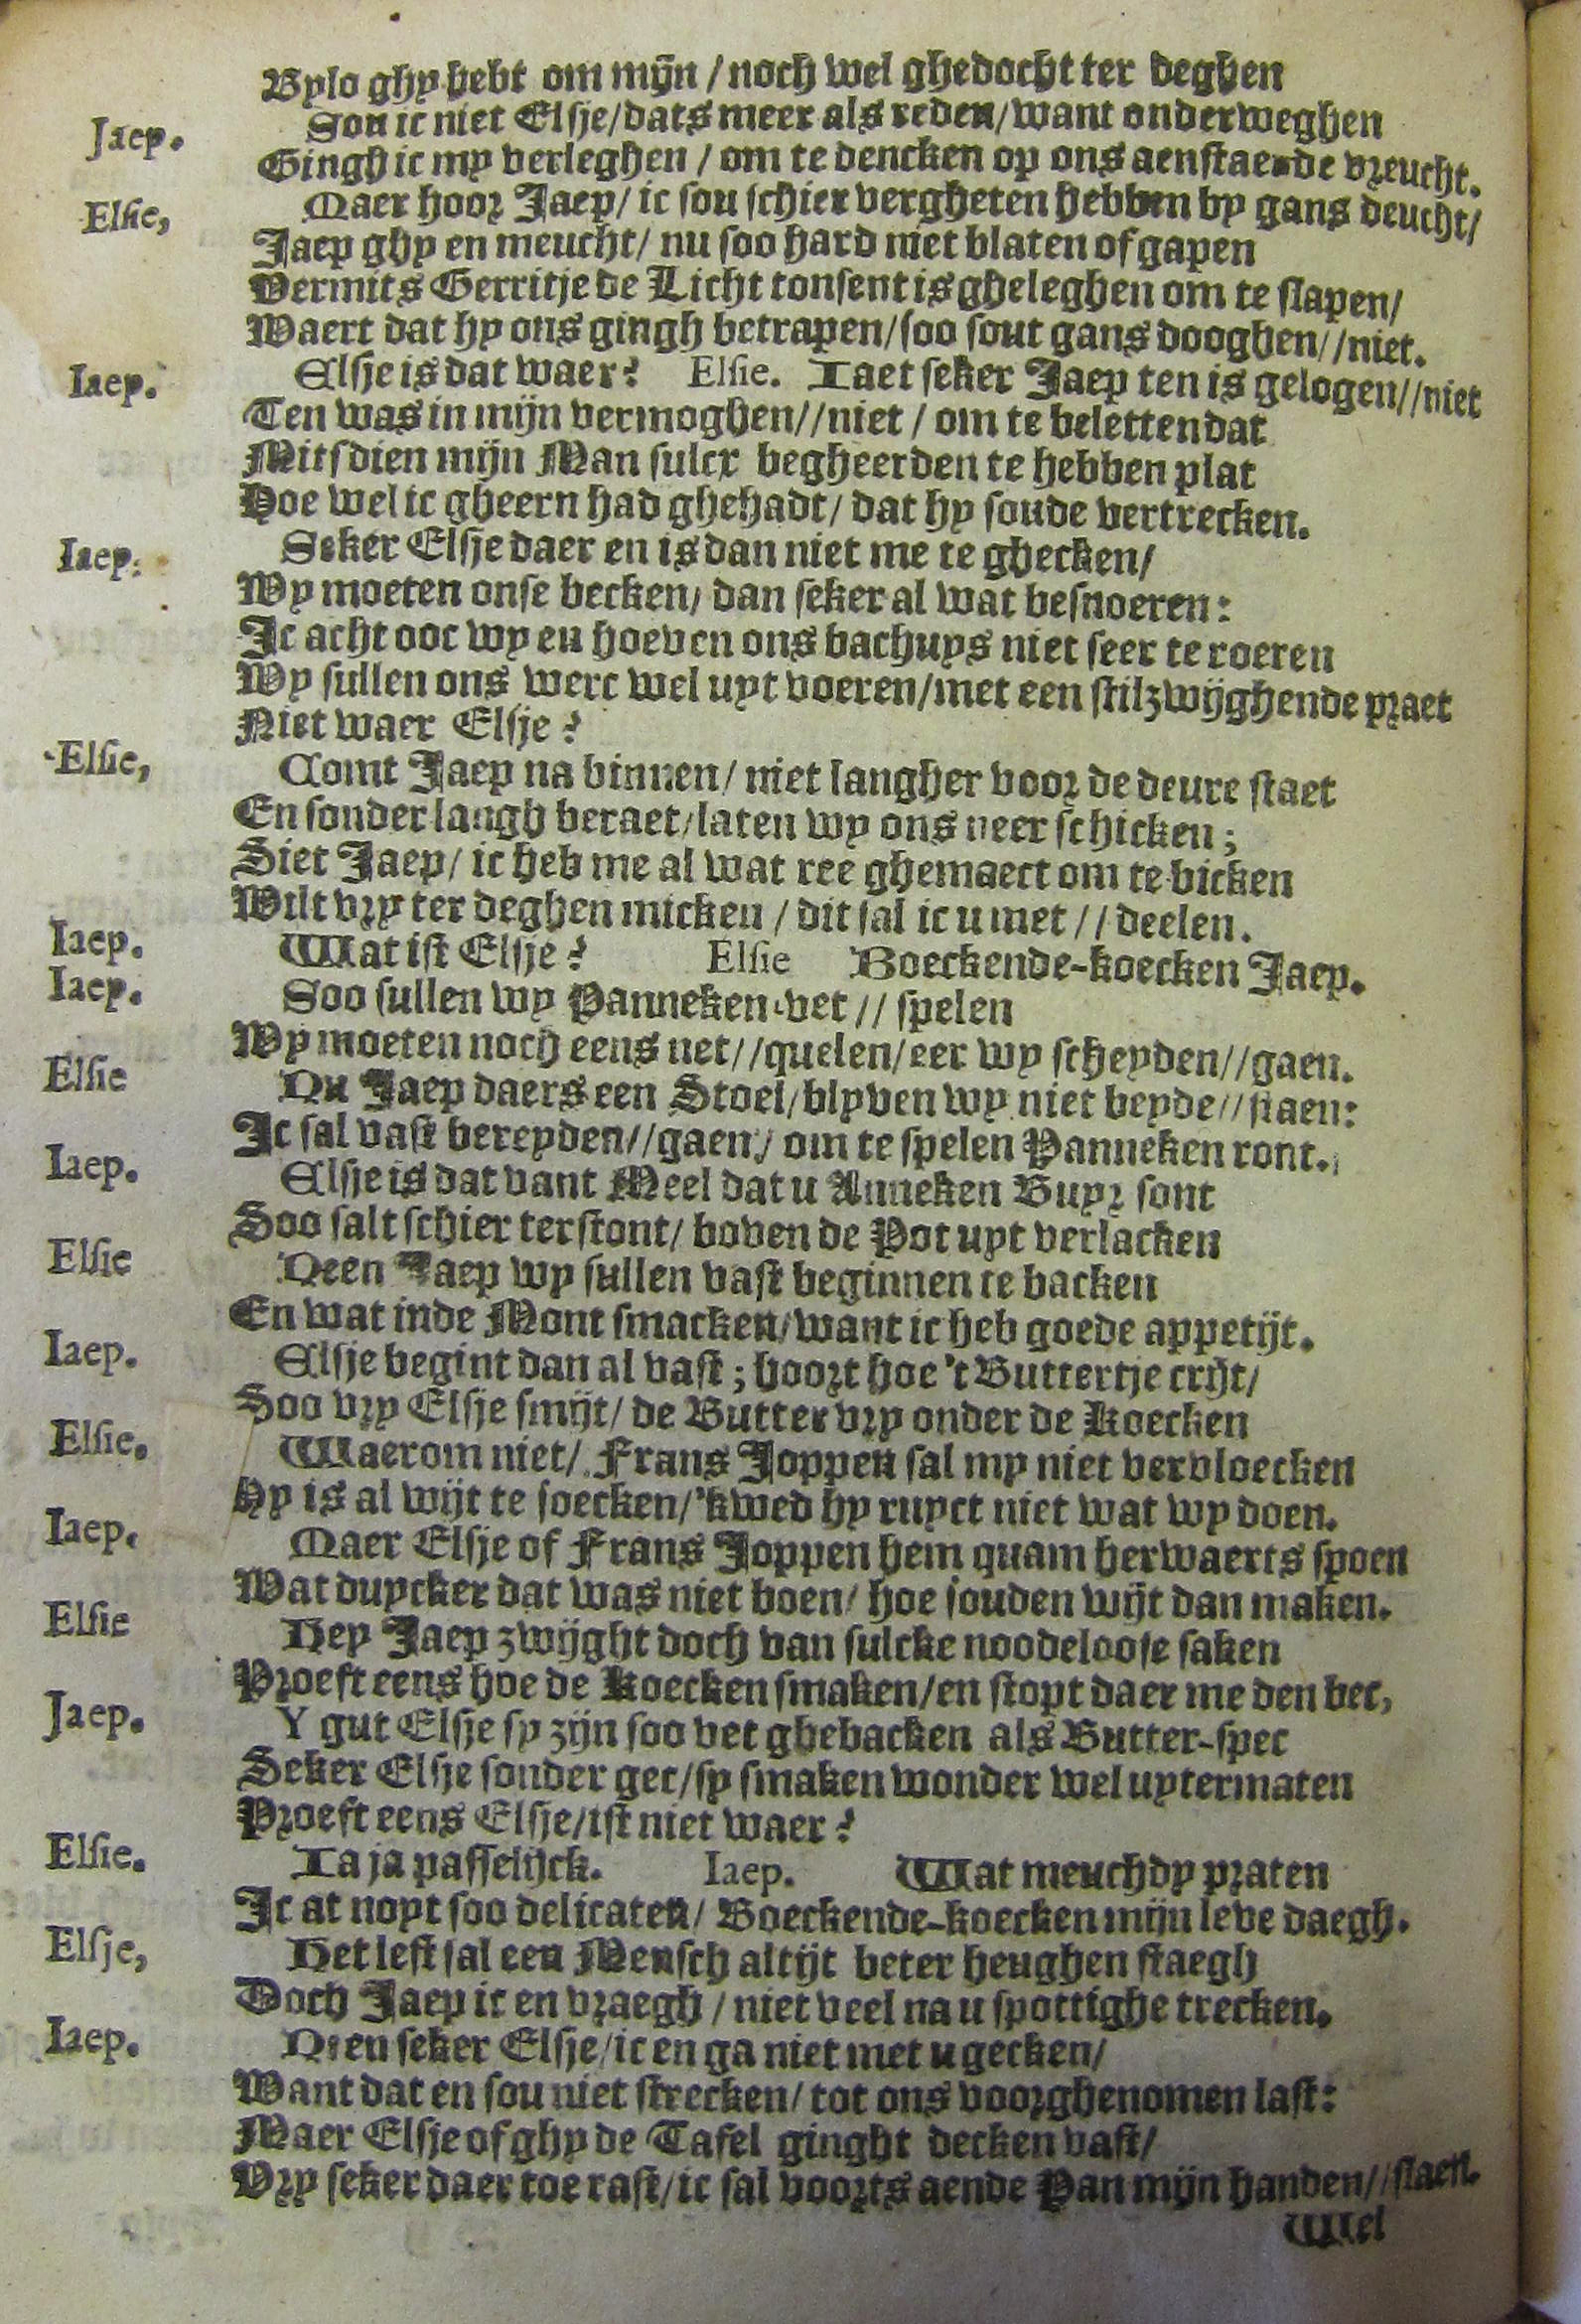 Bylo ghy hebt om mijn / noch wel ghedocht ter deghen
Jaep. Sou ic niet Elsje / dats meer als reden / want onderweghen
Gingh ic my verleghen / om te dencken op ons aenstaende vreucht.
Elsie, Maer hoor Jaep / ic sou schier vergheten hebben by gans deucht /
Jaep ghy en meucht / nu soo hard niet blaten of gapen
Vermits Gerritje de Licht tonsent is gheleghen om te slapen /
Waert dat hy ons gingh betrapen / soo sout gans dooghen // niet.
Iaep. Elsje is dat waer? Elsie. Iaet seker Jaep ten is gelogen // niet
Ten was in mijn vermoghen // niet / om te beletten dat
Mitsdien mijn Man sulcx begheerden te hebben plat
Hoe wel ic gheern had ghehadt / dat hy soude vertrecken.
Iaep. Seker Elsje daer en is dan niet me te ghecken /
Wy moeten onse becken / dan seker al wat besnoeren:
Ic acht ooc wy en hoeven ons bachuys niet seer te roeren
Wy sullen ons werc wel uyt voeren / met een stilzwijghende praet
Niet waer Elsje?
Elsie, Comt Jaep na binnen / niet langher voor de deure staet
En sonder langh beraet / laten wy ons neer schicken;
Siet Jaep / ic heb me al wat ree ghemaect om te bicken
Wilt vry ter deghen micken / dit sal ic u met // deelen.
Iaep. Wat ist Elsje? Elsie Boeckende-koecken Jaep.
Iaep. Soo sullen wy Panneken-vet // spelen
Wy moeten noch eens net // quelen / eer wy scheyden // gaen.
Elsie Nu Jaep daers een Stoel / blyven wy niet beyde // staen:
Ic sal vast bereyden // gaen / om te spelen Panneken ront.
Iaep. Elsje is dat vant Meel dat u Anneken Buyr sont
Soo salt schier terstont / boven de Pot uyt verlacken
Elsie Neen Jaep wy sullen vast beginnen te backen
En wat inde Mont smacken / want ic heb goede appetijt.
Iaep. Elsje begint dan al vast; hoort hoe 't Buttertje crijt /
Soo vry Elsje smijt / de Butter vry onder de Koecken
Elsie. Waerom niet / Frans Joppen sal my niet vervloecken
Hy is al wijt te soecken / 'kwed hy ruyct niet wat wy doen.
Iaep. Maer Elsje of Frans Joppen hem quam herwaerts spoen
Wat duycker dat was niet boen / hoe souden wijt dan maken.
Elsie Hey Jaep zwijght doch van sulcke noodeloose saken
Proeft eens hoe de Koecken smaken / en stopt daer me den bec,
Jaep. Y gut Elsje sy zijn soo vet ghebacken als Butter-spec
Seker Elsje sonder gec / sy smaken wonder wel uytermaten
Proeft eens Elsje / ist niet waer?
Elsie. Ia ja passelijck. Iaep. Wat meuchdy praten
Ic at noyt soo delicaten / Boeckende-koecken mijn leve daegh.
Elsje, Het lest sal een Mensch altijt beter heughen staegh
Doch Jaep ic en vraegh / niet veel na u spottighe trecken.
Iaep. Neen seker Elsje / ic en ga niet met u gecken /
Want dat en sou niet strecken / tot ons voorghenomen last:
Maer Elsje of ghy de Tafel ginght decken vast /
Vry seker daer toe rast / ic sal voorts aende Pan mijn handen // slaen.
Wel